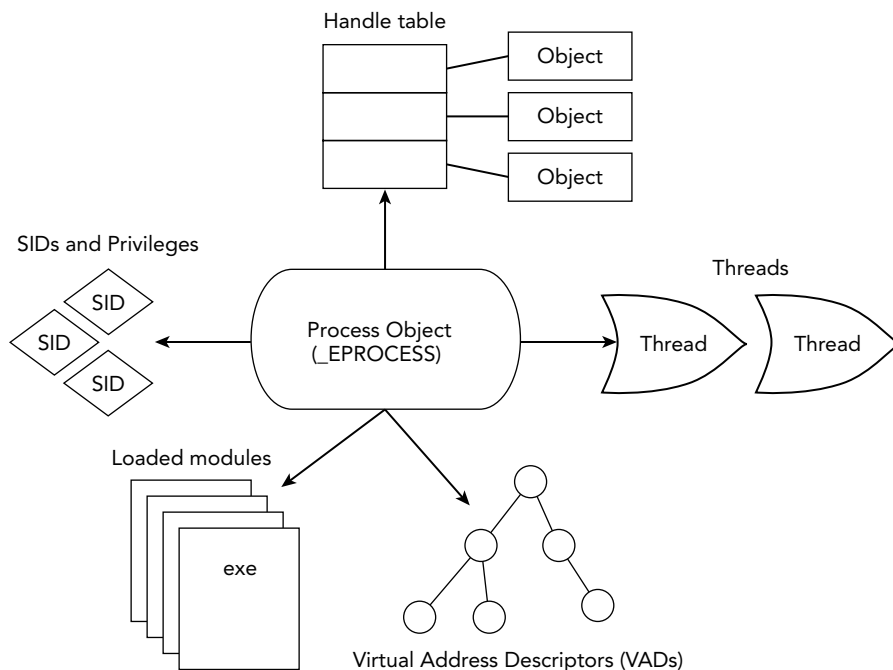 Handle table
Object
Object
Object
SIDs and Privileges
SID
SID
SID
Process Object
(_EPROCESS)
Threads
Thread
Thread
Loaded modules
exe
Virtual Address Descriptors (VADs)